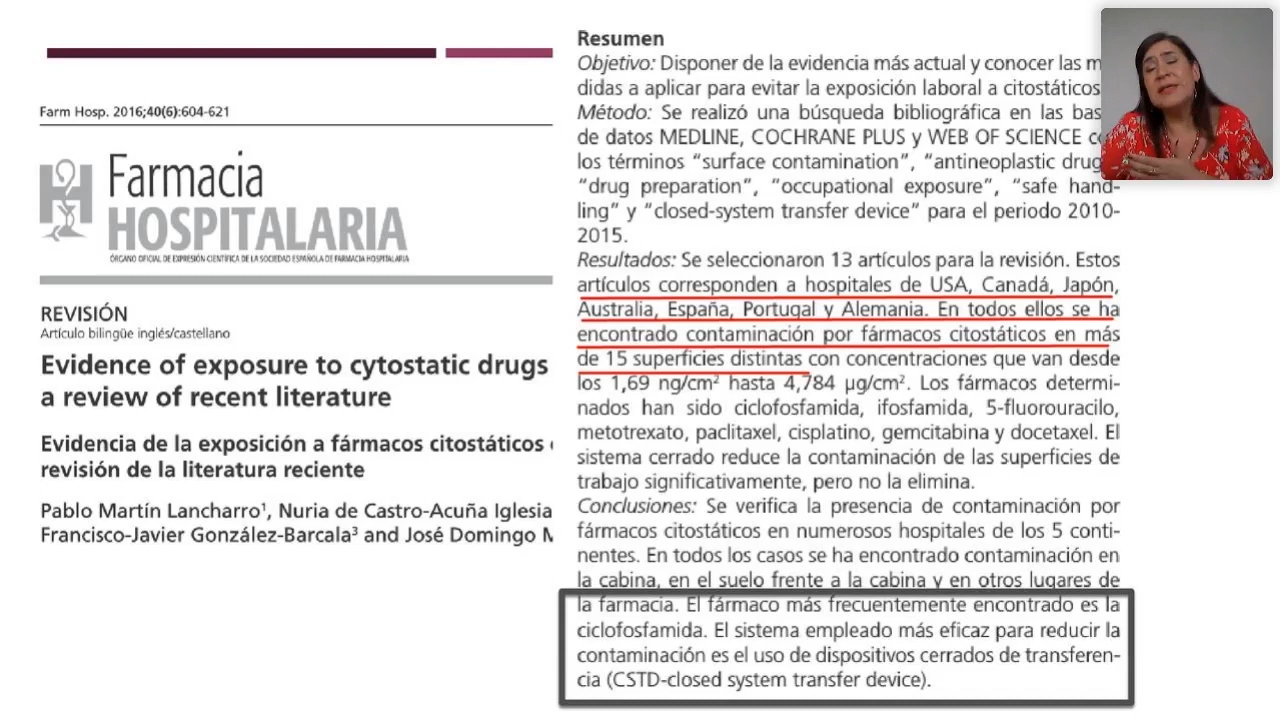 Farm Hosp. 2016;40(6):604-621
H Farmacia
HOSPITALARIA
ÓRGANO OFICIAL DE EXPRESIÓN CIENTÍFICA DE LA SOCIEDAD ESPAÑOLA DE FARMACIA HOSPITALARIA
REVISIÓN
Artículo bilingüe inglés/castellano
Evidence of exposure to cytostatic drugs
a review of recent literature
Evidencia de la exposición a fármacos citostáticos
revisión de la literatura reciente
Pablo Martín Lancharro¹, Nuria de Castro-Acuña Iglesia
Francisco-Javier González-Barcala³ and José Domingo
Resumen
Objetivo: Disponer de la evidencia más actual y conocer las
didas a aplicar para evitar la exposición laboral a citostáticos.
Método: Se realizó una búsqueda bibliográfica en las
de datos MEDLINE, COCHRANE PLUS y WEB OF SCIENCE
los términos “surface contamination”, “antineoplastic drug
“drug preparation”, “occupational exposure”, “safe hand-
ling” y “closed-system transfer device” para el periodo 2010-
2015.
Resultados: Se seleccionaron 13 artículos para la revisión. Estos
artículos corresponden a hospitales de USA, Canadá, Japón,
Australia, España, Portugal y Alemania. En todos ellos se ha
encontrado contaminación por fármacos citostáticos en más
de 15 superficies distintas con concentraciones que van desde
los 1,69 ng/cm² hasta 4,784 µg/cm². Los fármacos determi-
nados han sido ciclofosfamida, ifosfamida, 5-fluorouracilo,
metotrexato, paclitaxel, cisplatino, gemcitabina y docetaxel. El
sistema cerrado reduce la contaminación de las superficies de
trabajo significativamente, pero no la elimina.
Conclusiones: Se verifica la presencia de contaminación por
fármacos citostáticos en numerosos hospitales de los 5 conti-
nentes. En todos los casos se ha encontrado contaminación en
la cabina, en el suelo frente a la cabina y en otros lugares de
la farmacia. El fármaco más frecuentemente encontrado es la
ciclofosfamida. El sistema empleado más eficaz para reducir la
contaminación es el uso de dispositivos cerrados de transferen-
cia (CSTD-closed system transfer device).